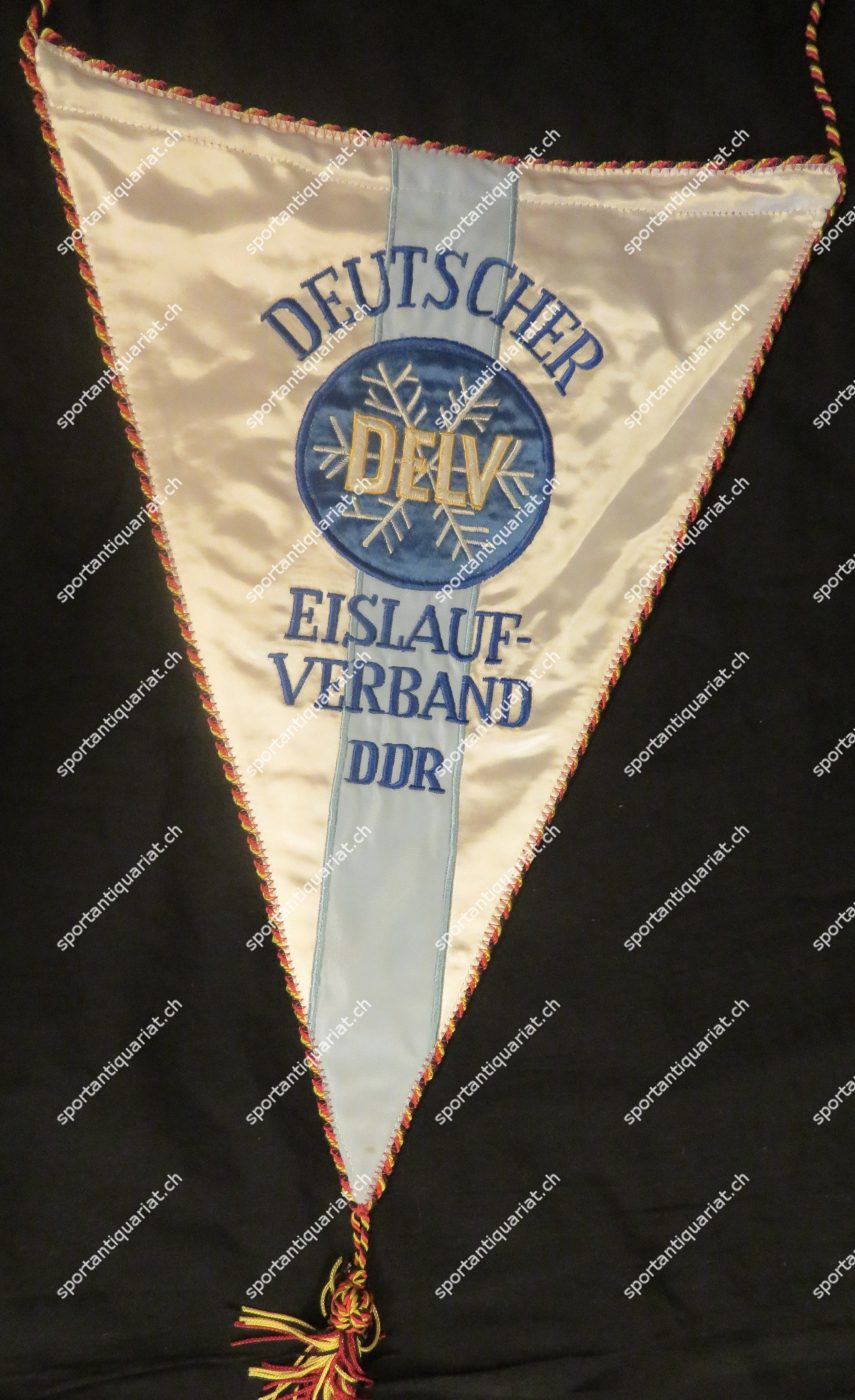 DEUTSCHER
DELV
EISLAUF-
VERBAND
DDR
sportantiquariat.ch